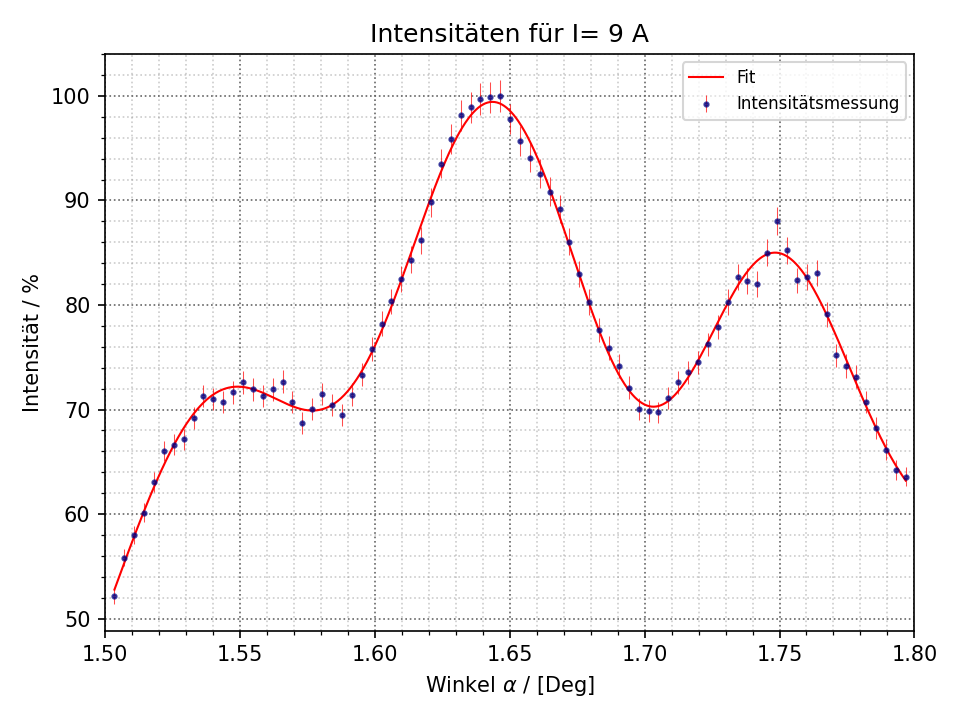 Intensitäten für I= 9 A
Fit
Intensitätsmessung
Intensität / %
100
90
80
70
60
50
1.50 1.55 1.60 1.65 1.70 1.75 1.80
Winkel α / [Deg]